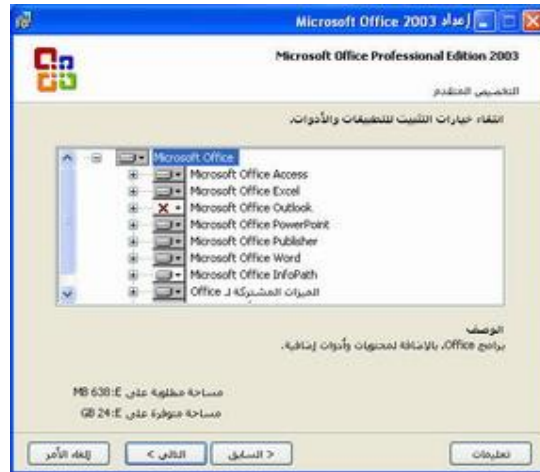 إعداد Microsoft Office 2003
Microsoft Office Professional Edition 2003
التخصيص المتقدم
انتقاء خيارات التثبيت للتطبيقات والأدوات.
Microsoft Office
Microsoft Office Access
Microsoft Office Excel
Microsoft Office Outlook
Microsoft Office PowerPoint
Microsoft Office Publisher
Microsoft Office Word
Microsoft Office InfoPath
الميزات المشتركة لـ Office
الوصف
برامج Office، بالإضافة لمحتويات وأدوات إضافية.
مساحة مطلوبة على E:‏ 638 MB
مساحة متوفرة على E:‏ 24 GB
تعليمات
< السابق
التالي >
إلغاء الأمر